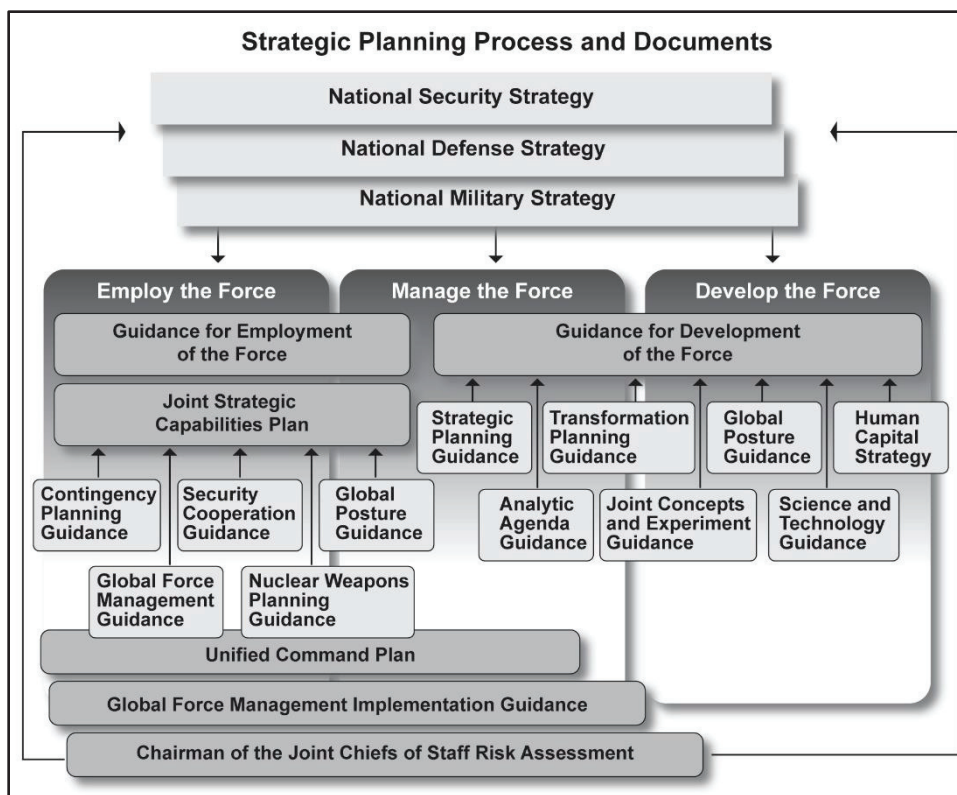 Strategic Planning Process and Documents
National Security Strategy
National Defense Strategy
National Military Strategy
Employ the Force
Manage the Force
Develop the Force
Guidance for Employment
of the Force
Guidance for Development
of the Force
Joint Strategic
Capabilities Plan
Strategic
Planning
Guidance
Transformation
Planning
Guidance
Global
Posture
Guidance
Human
Capital
Strategy
Contingency
Planning
Guidance
Security
Cooperation
Guidance
Global
Posture
Guidance
Analytic
Agenda
Guidance
Joint Concepts
and Experiment
Guidance
Science and
Technology
Guidance
Global Force
Management
Guidance
Nuclear Weapons
Planning
Guidance
Unified Command Plan
Global Force Management Implementation Guidance
Chairman of the Joint Chiefs of Staff Risk Assessment